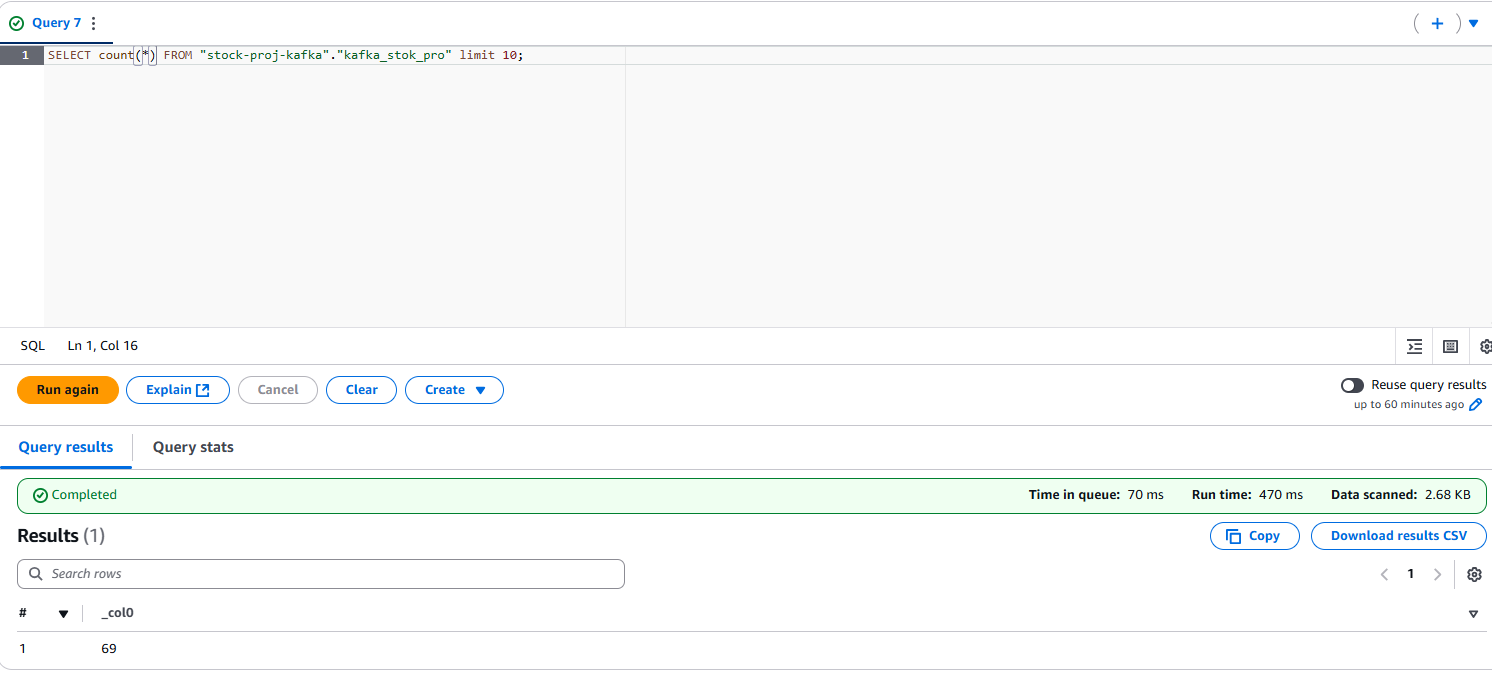 Query 7
1 SELECT count(*) FROM "stock-proj-kafka"."kafka_stok_pro" limit 10;
SQL Ln 1, Col 16
Run again Explain Cancel Clear Create Reuse query results
up to 60 minutes ago
Query results Query stats
Completed Time in queue: 70 ms Run time: 470 ms Data scanned: 2.68 KB
Results (1) Copy Download results CSV
Search rows 1
# _col0
1 69